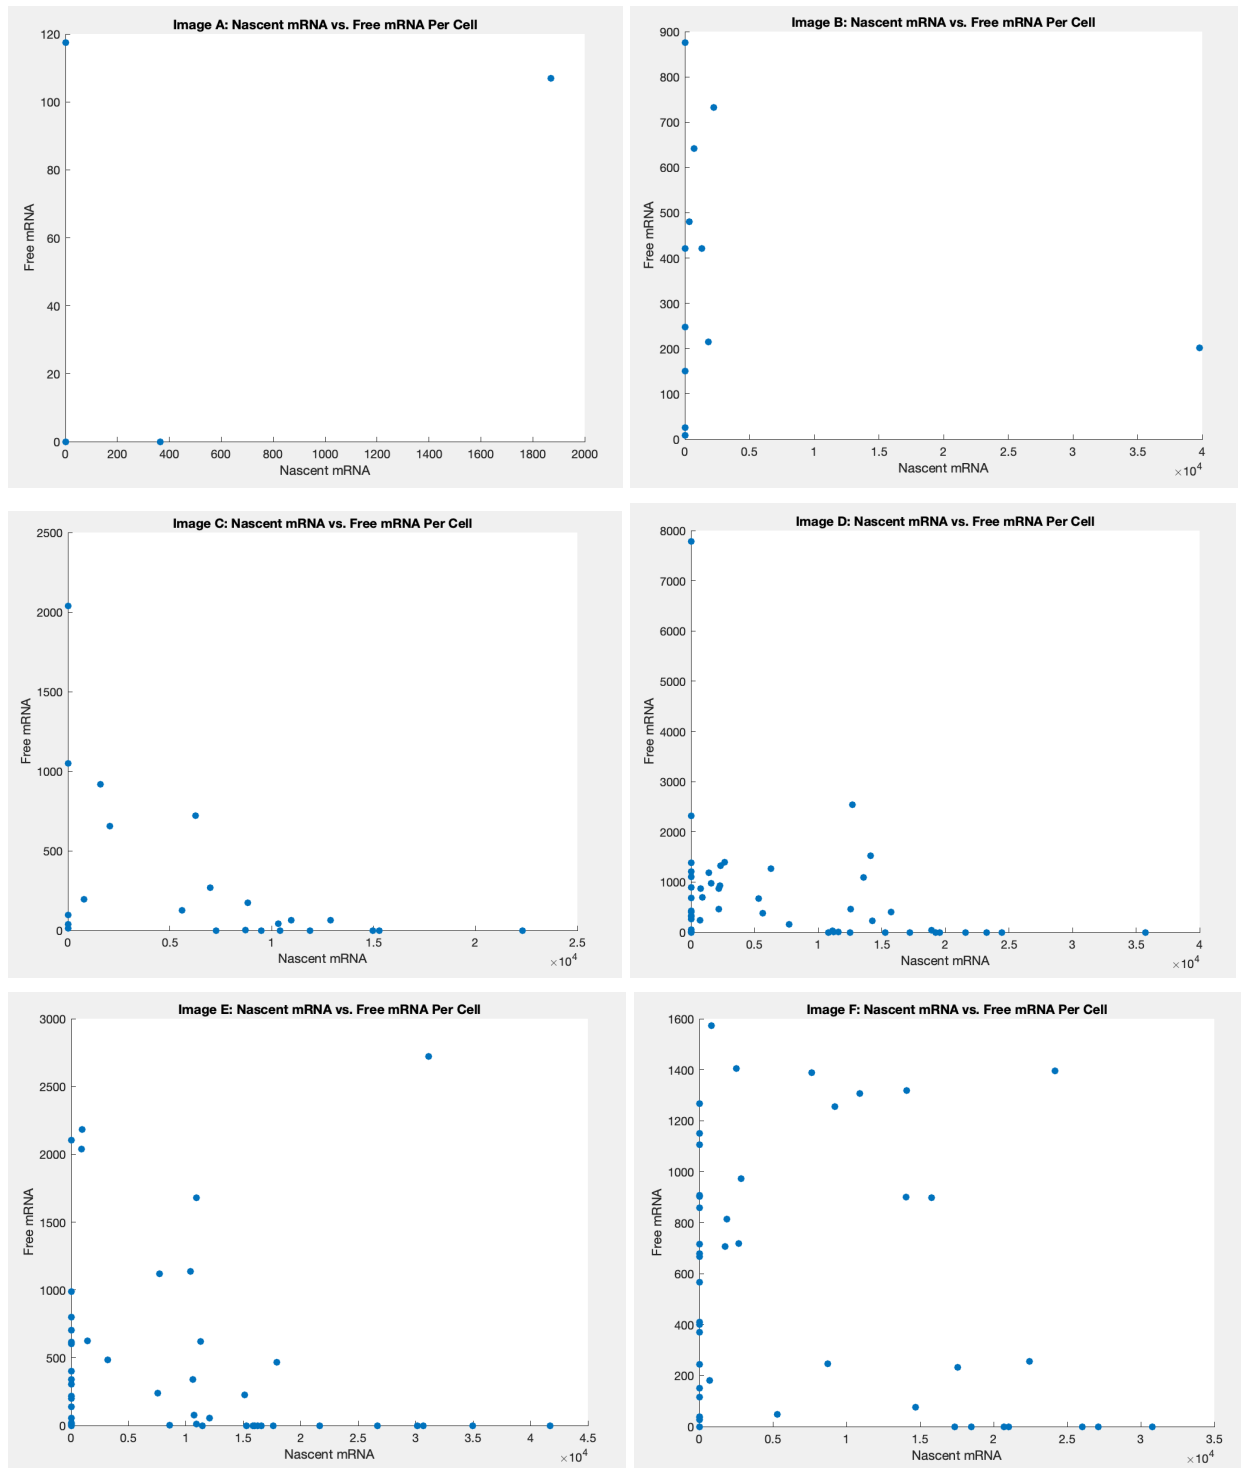 Image A: Nascent mRNA vs. Free mRNA Per Cell
120
100
80
60
40
20
0
Free mRNA
0 200 400 600 800 1000 1200 1400 1600 1800 2000
Nascent mRNA
Image B: Nascent mRNA vs. Free mRNA Per Cell
900
800
700
600
500
400
300
200
100
0
Free mRNA
0 0.5 1 1.5 2 2.5 3 3.5 4
Nascent mRNA
×10⁴
Image C: Nascent mRNA vs. Free mRNA Per Cell
2500
2000
1500
1000
500
0
Free mRNA
0 0.5 1 1.5 2 2.5
Nascent mRNA
×10⁴
Image D: Nascent mRNA vs. Free mRNA Per Cell
8000
7000
6000
5000
4000
3000
2000
1000
0
Free mRNA
0 0.5 1 1.5 2 2.5 3 3.5 4
Nascent mRNA
×10⁴
Image E: Nascent mRNA vs. Free mRNA Per Cell
3000
2500
2000
1500
1000
500
0
Free mRNA
0 0.5 1 1.5 2 2.5 3 3.5 4 4.5
Nascent mRNA
×10⁴
Image F: Nascent mRNA vs. Free mRNA Per Cell
1600
1400
1200
1000
800
600
400
200
0
Free mRNA
0 0.5 1 1.5 2 2.5 3 3.5
Nascent mRNA
×10⁴